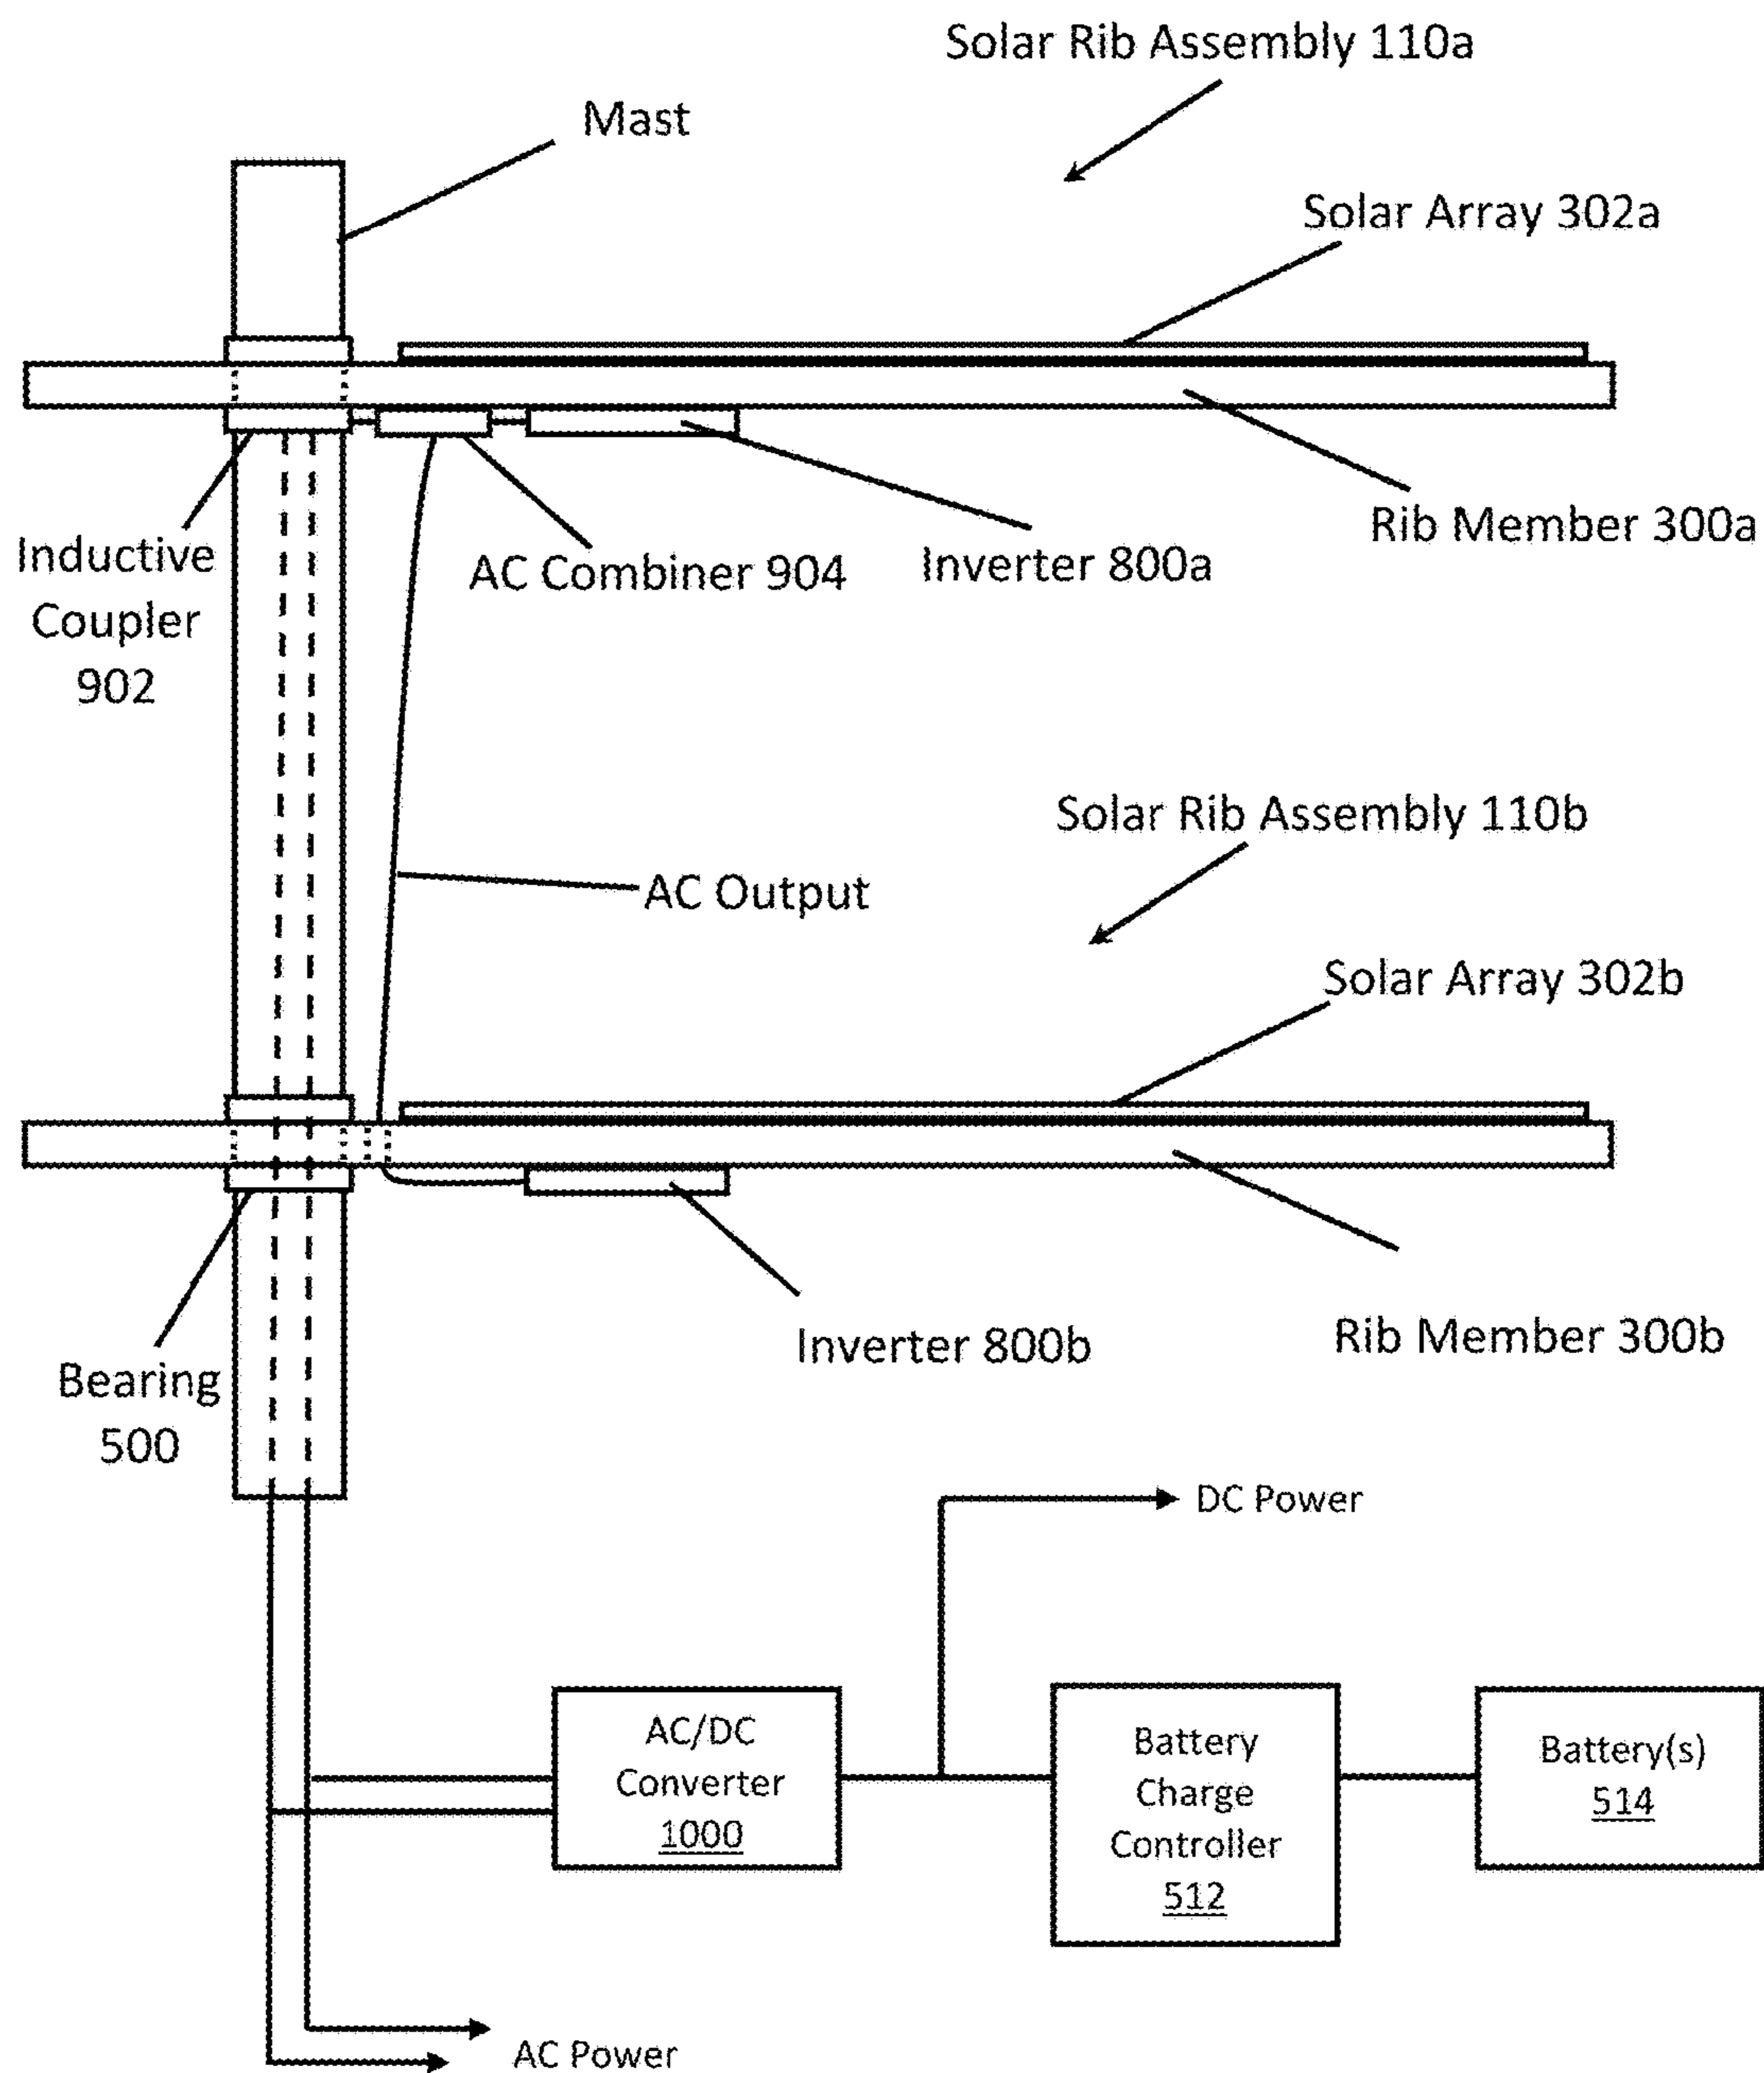 Solar Rib Assembly 110a
Mast
Solar Array 302a
Rib Member 300a
Inductive
Coupler
902
AC Combiner 904
Inverter 800a
Solar Rib Assembly 110b
AC Output
Solar Array 302b
Inverter 800b
Rib Member 300b
Bearing
500
DC Power
AC/DC
Converter
1000
Battery
Charge
Controller
512
Battery(s)
514
AC Power